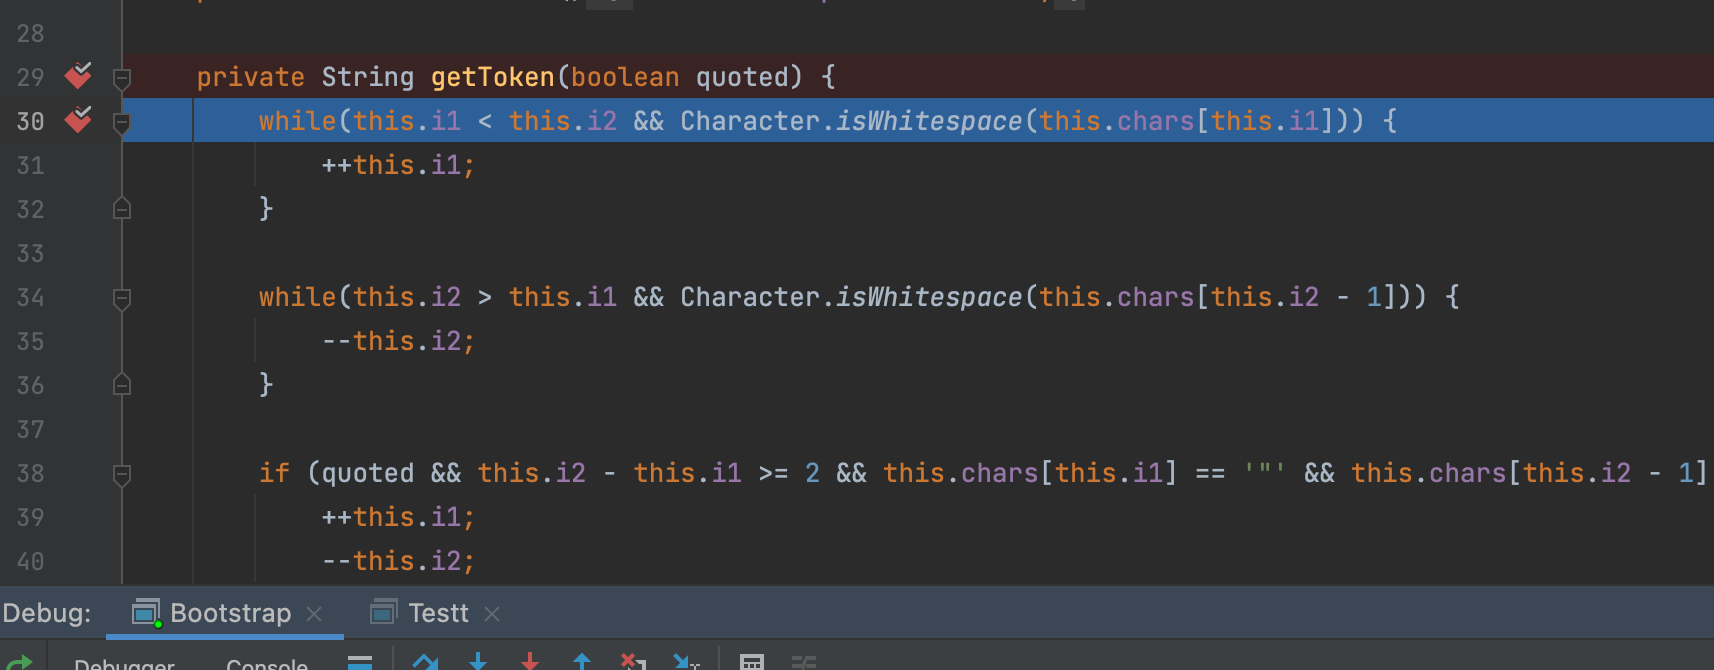 28
29 private String getToken(boolean quoted) {
30 while(this.i1 < this.i2 && Character.isWhitespace(this.chars[this.i1])) {
31 ++this.i1;
32 }
33
34 while(this.i2 > this.i1 && Character.isWhitespace(this.chars[this.i2 - 1])) {
35 --this.i2;
36 }
37
38 if (quoted && this.i2 - this.i1 >= 2 && this.chars[this.i1] == '"' && this.chars[this.i2 - 1]
39 ++this.i1;
40 --this.i2;
Debug: Bootstrap Testt
Debugger Console